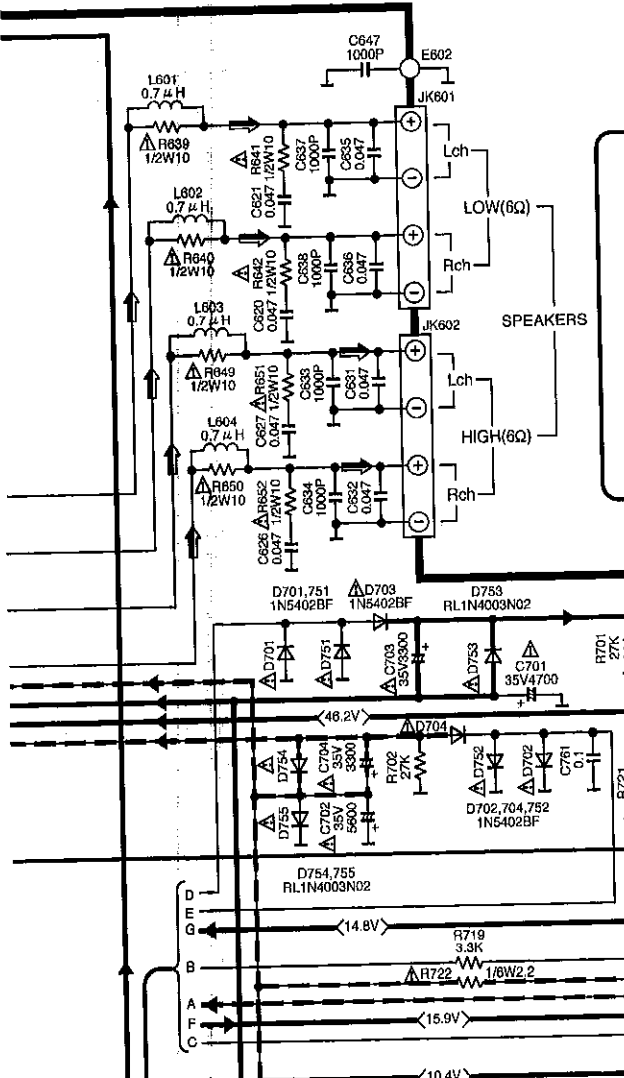 C647
1000P
E602
JK601
L601
0.7μH
R639
1/2W10
R641
1/2W10
C621
0.047
C637
1000P
C635
0.047
+
−
Lch
L602
0.7μH
R640
1/2W10
R642
1/2W10
C620
0.047
C638
1000P
C636
0.047
+
−
Rch
LOW(6Ω)
SPEAKERS
JK602
L603
0.7μH
R649
1/2W10
R651
1/2W10
C627
0.047
C633
1000P
C631
0.047
+
−
Lch
HIGH(6Ω)
L604
0.7μH
R650
1/2W10
R652
1/2W10
C626
0.047
C634
1000P
C632
0.047
+
−
Rch
D701,751
1N5402BF
D703
1N5402BF
D753
RL1N4003N02
D701
D751
C703
35V3300
D753
C701
35V4700
R701
27K
46.2V
D704
D754
C704
35V
3300
R702
27K
D752
D702
C761
0.1
R721
D755
C702
35V
5600
D702,704,752
1N5402BF
D754,755
RL1N4003N02
D
E
G
14.8V
R719
3.3K
B
R722
1/6W2.2
A
F
15.9V
C
10.4V